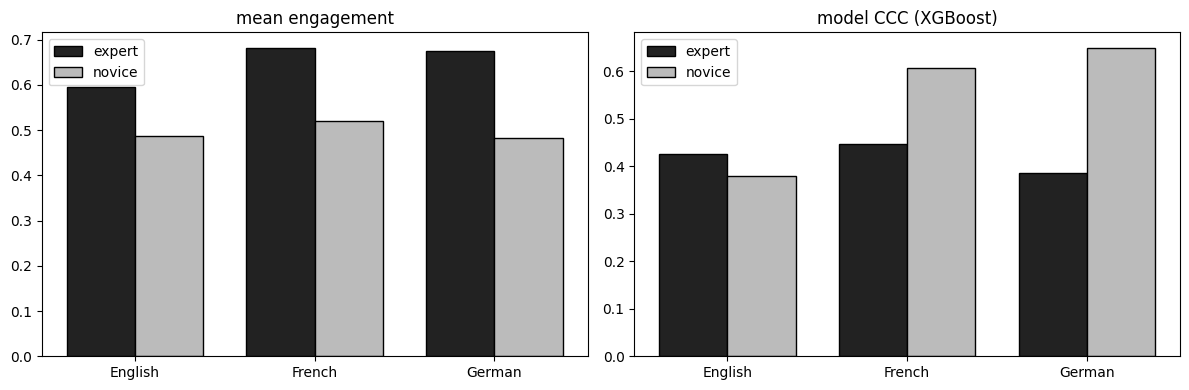 mean engagement
expert
novice
0.7
0.6
0.5
0.4
0.3
0.2
0.1
0.0
English French German
model CCC (XGBoost)
expert
novice
0.6
0.5
0.4
0.3
0.2
0.1
0.0
English French German